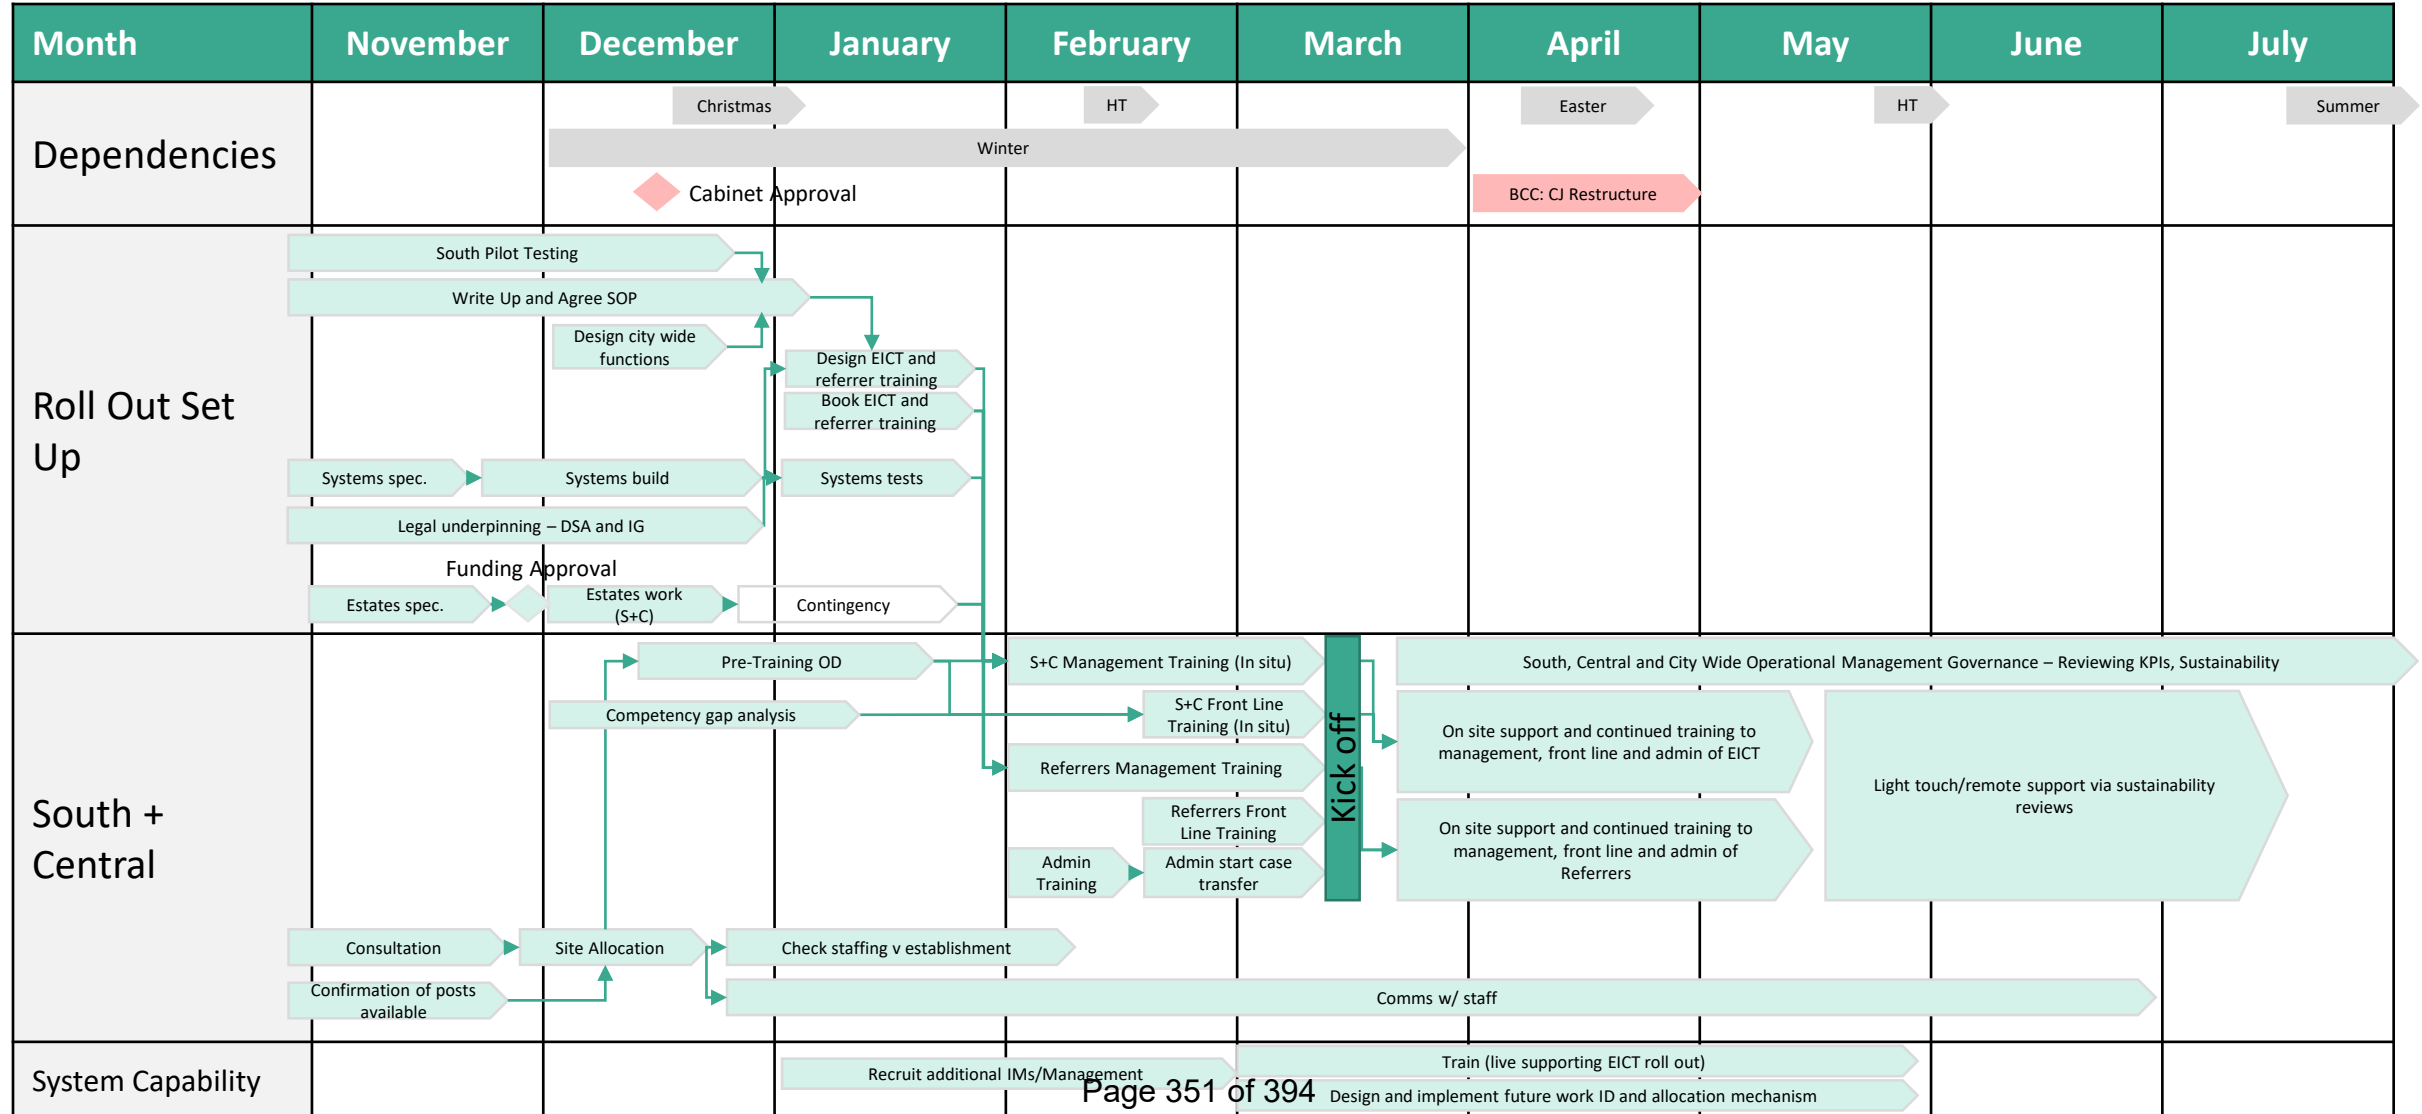 Month November December January February March April May June July
Dependencies
Christmas HT Easter HT Summer
Winter
Cabinet Approval
BCC: CJ Restructure
Roll Out Set
Up
South Pilot Testing
Write Up and Agree SOP
Design city wide
functions
Design EICT and
referrer training
Book EICT and
referrer training
Systems spec. Systems build Systems tests
Legal underpinning – DSA and IG
Funding Approval
Estates spec.
Estates work
(S+C)
Contingency
South +
Central
Pre-Training OD
S+C Management Training (In situ)
South, Central and City Wide Operational Management Governance – Reviewing KPIs, Sustainability
Competency gap analysis
S+C Front Line
Training (In situ)
Kick off
On site support and continued training to
management, front line and admin of EICT
Referrers Management Training
Light touch/remote support via sustainability
reviews
Referrers Front
Line Training
On site support and continued training to
management, front line and admin of
Referrers
Admin
Training
Admin start case
transfer
Consultation
Site Allocation
Check staffing v establishment
Confirmation of posts
available
Comms w/ staff
System Capability
Recruit additional IMs/Management
Train (live supporting EICT roll out)
Design and implement future work ID and allocation mechanism
Page 351 of 394